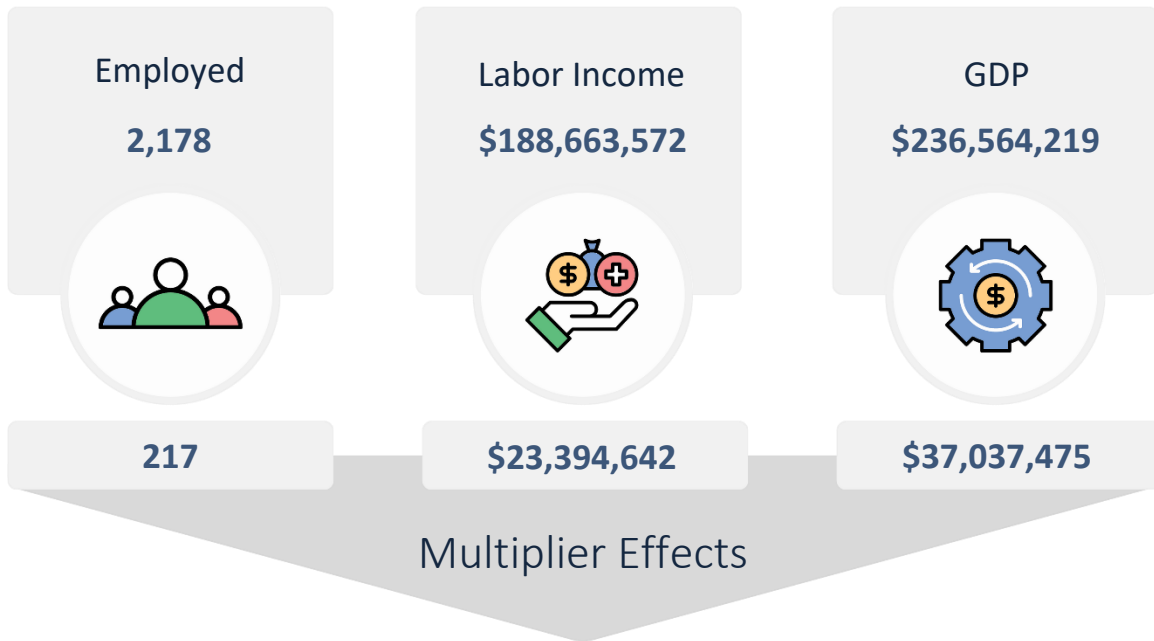 Employed
2,178
Labor Income
$188,663,572
GDP
$236,564,219
$
$
217
$23,394,642
$37,037,475
Multiplier Effects